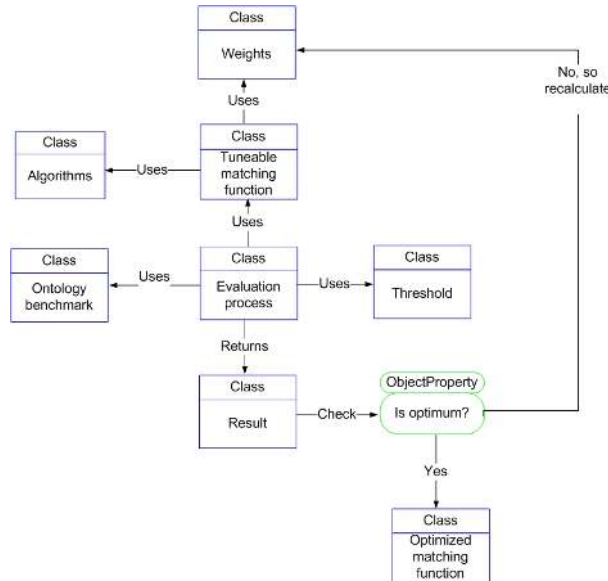 Class
Weights
No, so
recalculate
Uses
Class
Tuneable
matching
function
Class
Algorithms
Uses
Uses
Class
Ontology
benchmark
Uses
Class
Evaluation
process
Uses
Class
Threshold
Returns
Class
Result
Check
ObjectProperty
Is optimum?
Yes
Class
Optimized
matching
function